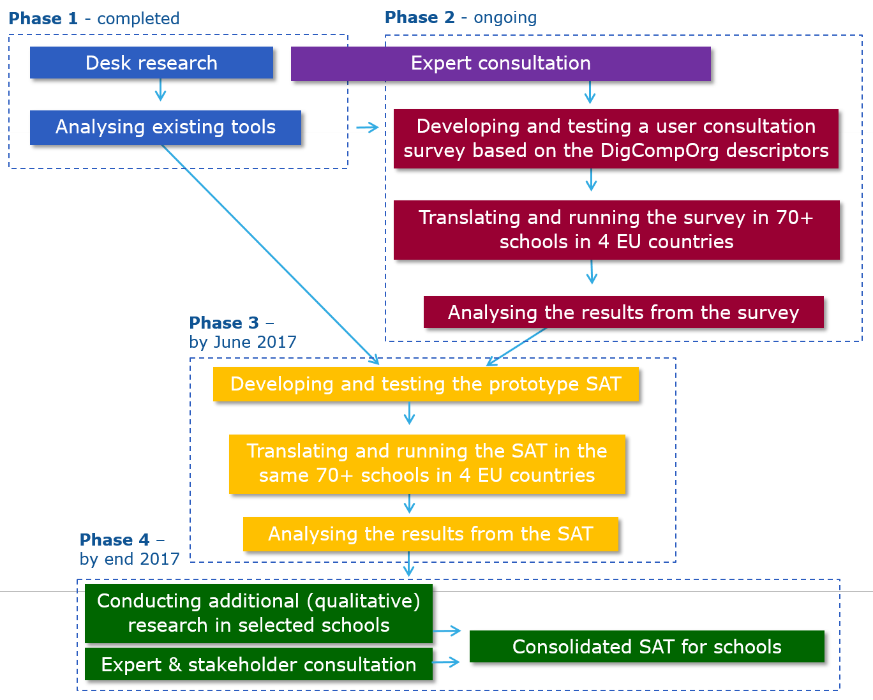 Phase 1 - completed
Desk research
Analysing existing tools
Phase 2 - ongoing
Expert consultation
Developing and testing a user consultation
survey based on the DigCompOrg descriptors
Translating and running the survey in 70+
schools in 4 EU countries
Analysing the results from the survey
Phase 3 –
by June 2017
Developing and testing the prototype SAT
Translating and running the SAT in the
same 70+ schools in 4 EU countries
Analysing the results from the SAT
Phase 4 –
by end 2017
Conducting additional (qualitative)
research in selected schools
Expert & stakeholder consultation
Consolidated SAT for schools